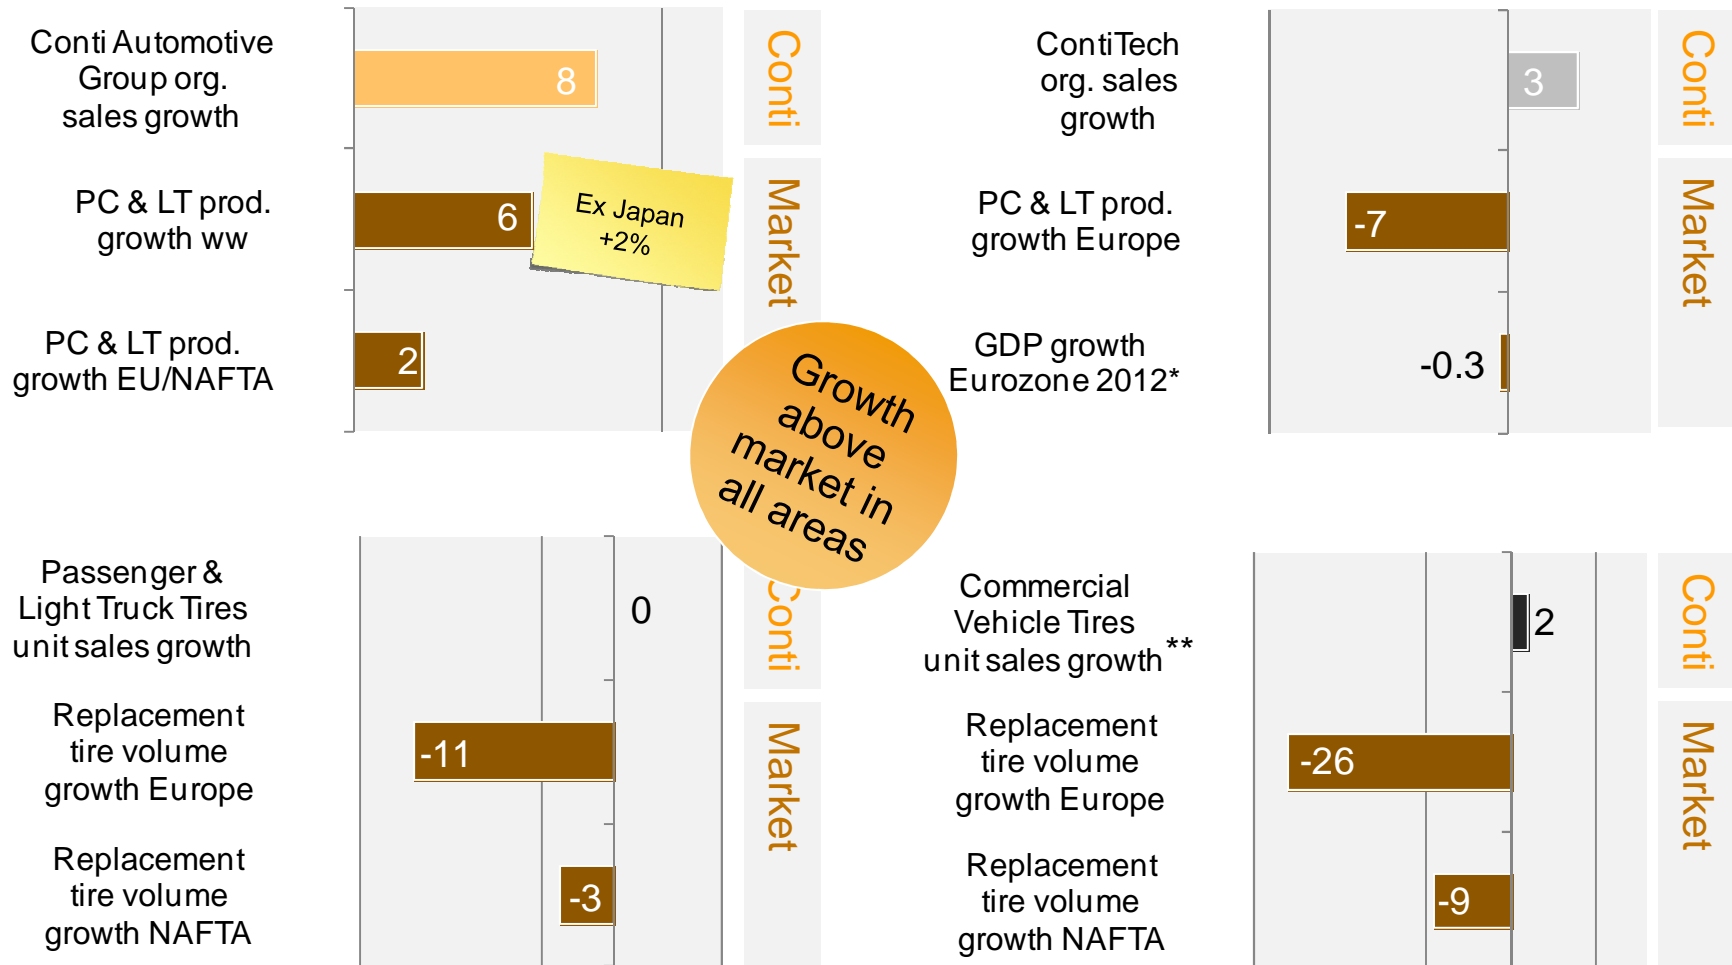 Conti Automotive
Group org.
sales growth
8
Conti
PC & LT prod.
growth ww
6
Ex Japan
+2%
Market
PC & LT prod.
growth EU/NAFTA
2
ContiTech
org. sales
growth
3
Conti
PC & LT prod.
growth Europe
-7
Market
GDP growth
Eurozone 2012*
-0.3
Growth
above
market in
all areas
Passenger &
Light Truck Tires
unit sales growth
0
Conti
Replacement
tire volume
growth Europe
-11
Market
Replacement
tire volume
growth NAFTA
-3
Commercial
Vehicle Tires
unit sales growth**
2
Conti
Replacement
tire volume
growth Europe
-26
Market
Replacement
tire volume
growth NAFTA
-9